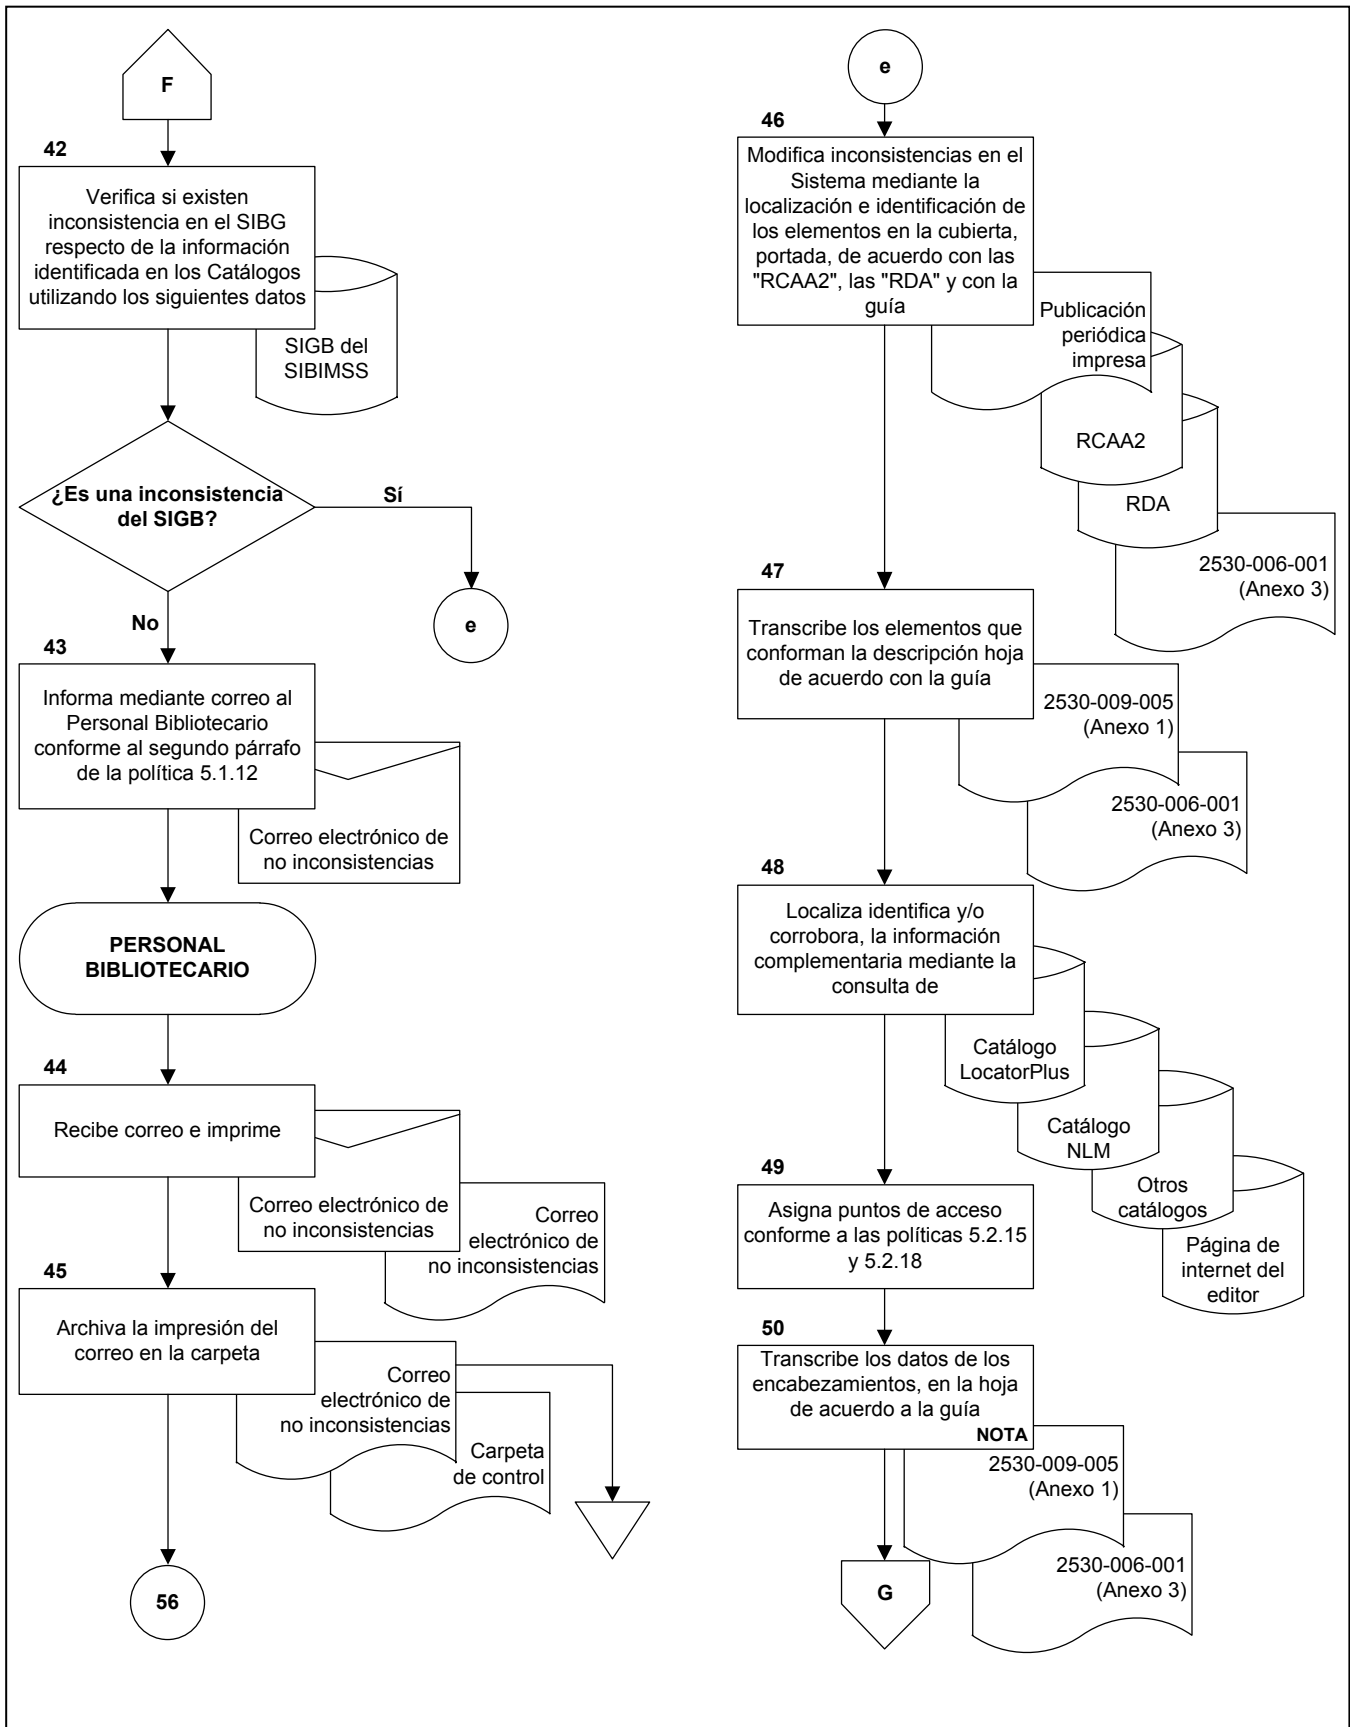 F
42
Verifica si existen
inconsistencia en el SIBG
respecto de la información
identificada en los Catálogos
utilizando los siguientes datos
SIGB del
SIBIMSS
¿Es una inconsistencia
del SIGB?
Sí
e
No
43
Informa mediante correo al
Personal Bibliotecario
conforme al segundo párrafo
de la política 5.1.12
Correo electrónico de
no inconsistencias
PERSONAL
BIBLIOTECARIO
44
Recibe correo e imprime
Correo electrónico de
no inconsistencias
Correo
electrónico de
no inconsistencias
45
Archiva la impresión del
correo en la carpeta
Correo
electrónico de
no inconsistencias
Carpeta
de control
56
e
46
Modifica inconsistencias en el
Sistema mediante la
localización e identificación de
los elementos en la cubierta,
portada, de acuerdo con las
"RCAA2", las "RDA" y con la
guía
Publicación
periódica
impresa
RCAA2
RDA
2530-006-001
(Anexo 3)
47
Transcribe los elementos que
conforman la descripción hoja
de acuerdo con la guía
2530-009-005
(Anexo 1)
2530-006-001
(Anexo 3)
48
Localiza identifica y/o
corrobora, la información
complementaria mediante la
consulta de
Catálogo
LocatorPlus
Catálogo
NLM
Otros
catálogos
Página de
internet del
editor
49
Asigna puntos de acceso
conforme a las políticas 5.2.15
y 5.2.18
50
Transcribe los datos de los
encabezamientos, en la hoja
de acuerdo a la guía
NOTA
2530-009-005
(Anexo 1)
2530-006-001
(Anexo 3)
G